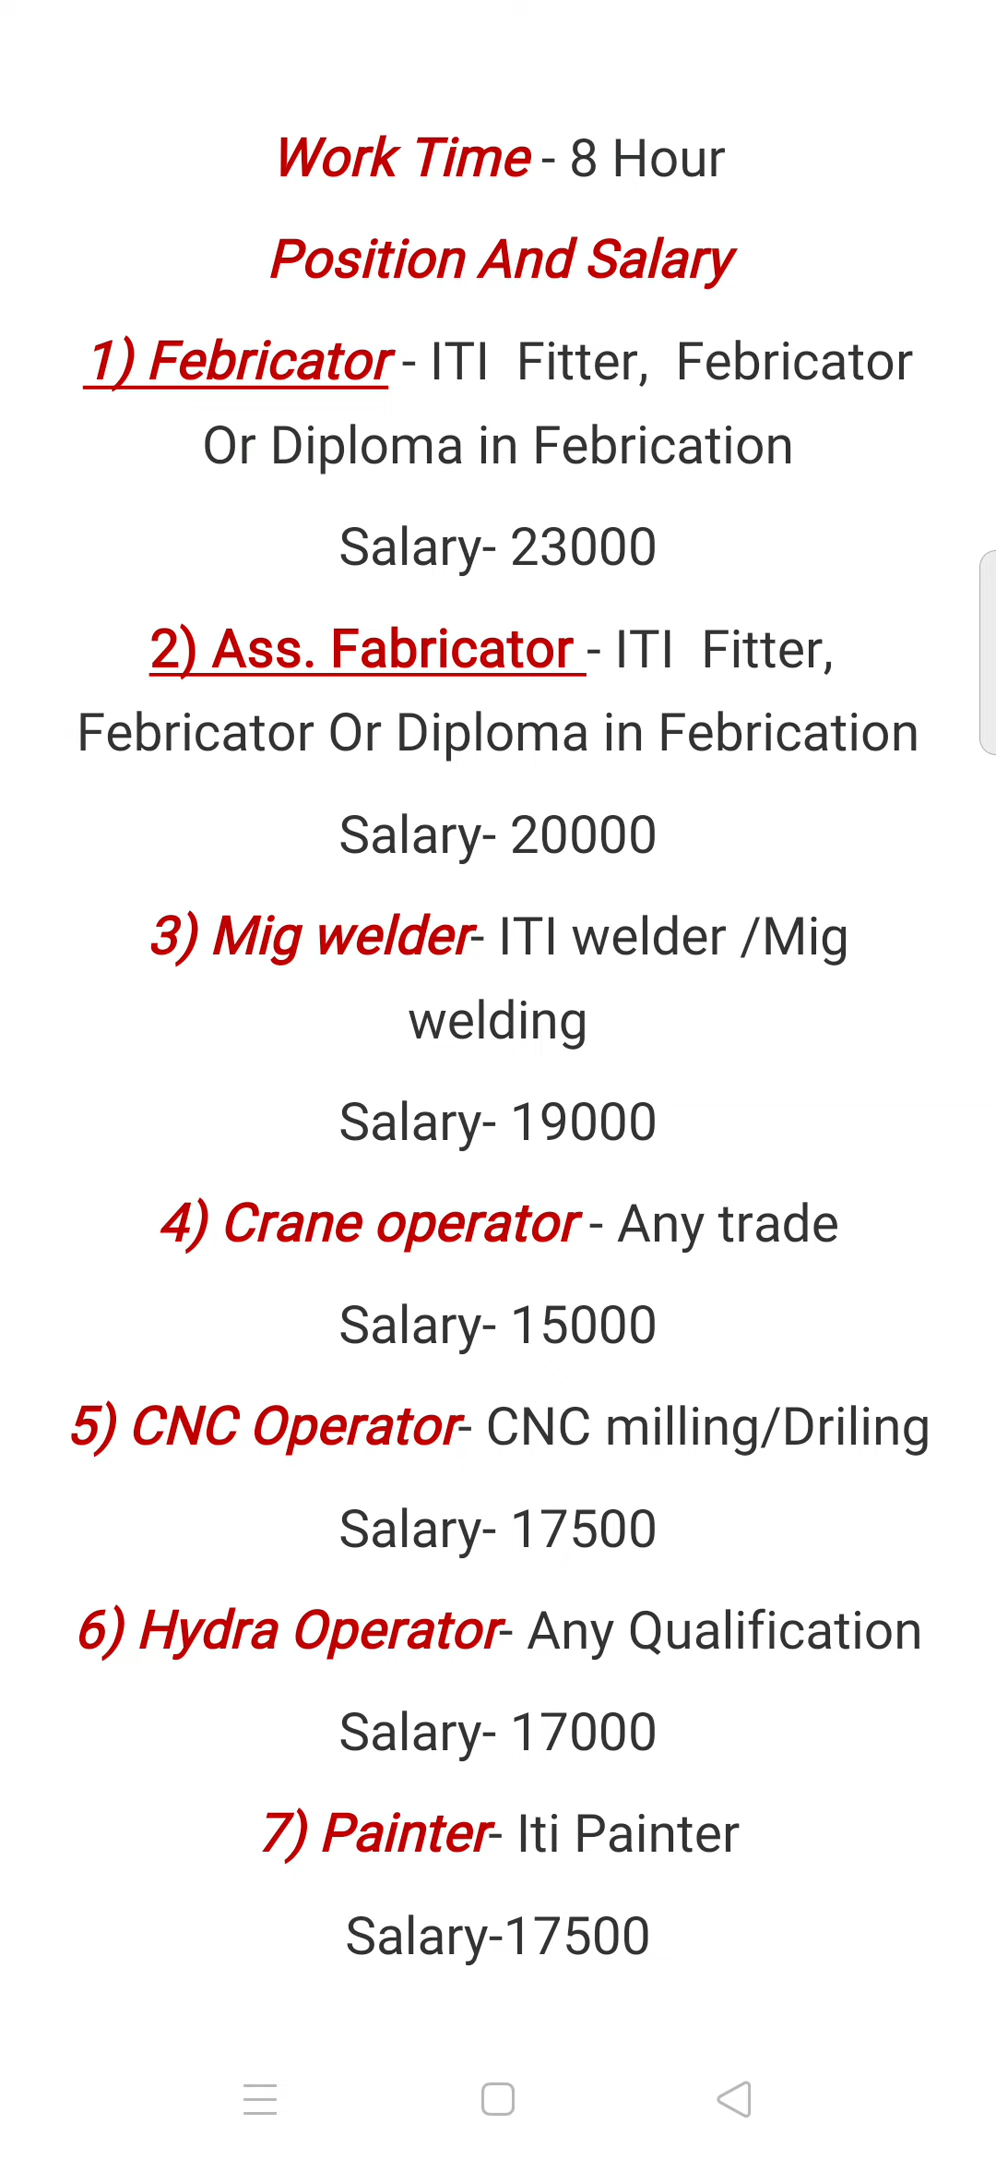 Work Time - 8 Hour
Position And Salary
1) Febricator - ITI  Fitter,  Febricator
Or Diploma in Febrication
Salary- 23000
2) Ass. Fabricator - ITI  Fitter,
Febricator Or Diploma in Febrication
Salary- 20000
3) Mig welder- ITI welder /Mig
welding
Salary- 19000
4) Crane operator - Any trade
Salary- 15000
5) CNC Operator- CNC milling/Driling
Salary- 17500
6) Hydra Operator- Any Qualification
Salary- 17000
7) Painter- Iti Painter
Salary-17500